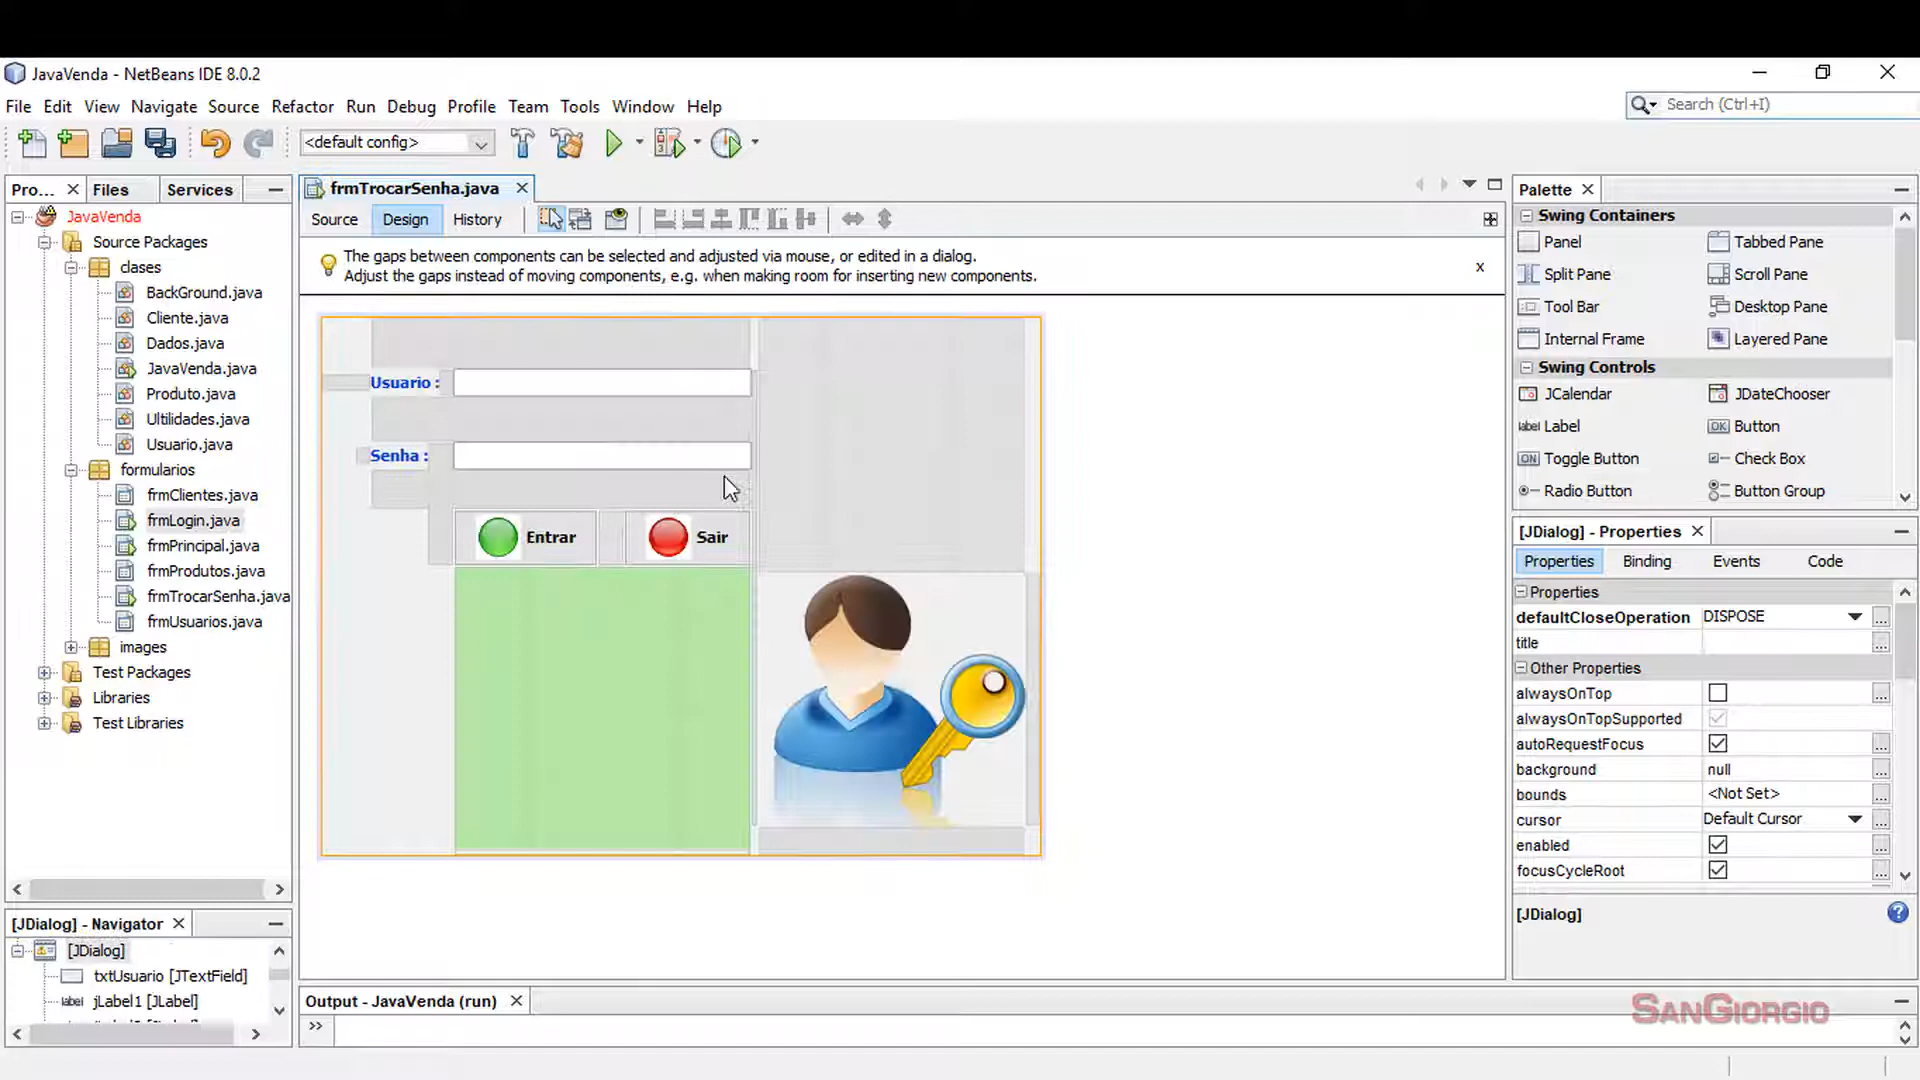 JavaVenda - NetBeans IDE 8.0.2
File Edit View Navigate Source Refactor Run Debug Profile Team Tools Window Help
Search (Ctrl+I)
<default config>
Pro... Files Services
frmTrocarSenha.java
Palette
Source Design History
JavaVenda
Source Packages
clases
BackGround.java
Cliente.java
Dados.java
JavaVenda.java
Produto.java
Ultilidades.java
Usuario.java
formularios
frmClientes.java
frmLogin.java
frmPrincipal.java
frmProdutos.java
frmTrocarSenha.java
frmUsuarios.java
images
Test Packages
Libraries
Test Libraries
The gaps between components can be selected and adjusted via mouse, or edited in a dialog.
Adjust the gaps instead of moving components, e.g. when making room for inserting new components.
x
Usuario :
Senha :
Entrar
Sair
Swing Containers
Panel Tabbed Pane
Split Pane Scroll Pane
Tool Bar Desktop Pane
Internal Frame Layered Pane
Swing Controls
JCalendar JDateChooser
label Label OK Button
ON Toggle Button Check Box
Radio Button Button Group
[JDialog] - Properties
Properties Binding Events Code
Properties
defaultCloseOperation DISPOSE
title
Other Properties
alwaysOnTop
alwaysOnTopSupported
autoRequestFocus
background null
bounds <Not Set>
cursor Default Cursor
enabled
focusCycleRoot
[JDialog]
[JDialog] - Navigator
[JDialog]
txtUsuario [JTextField]
label jLabel1 [JLabel]
Output - JavaVenda (run)
>>
SANGIORGIO